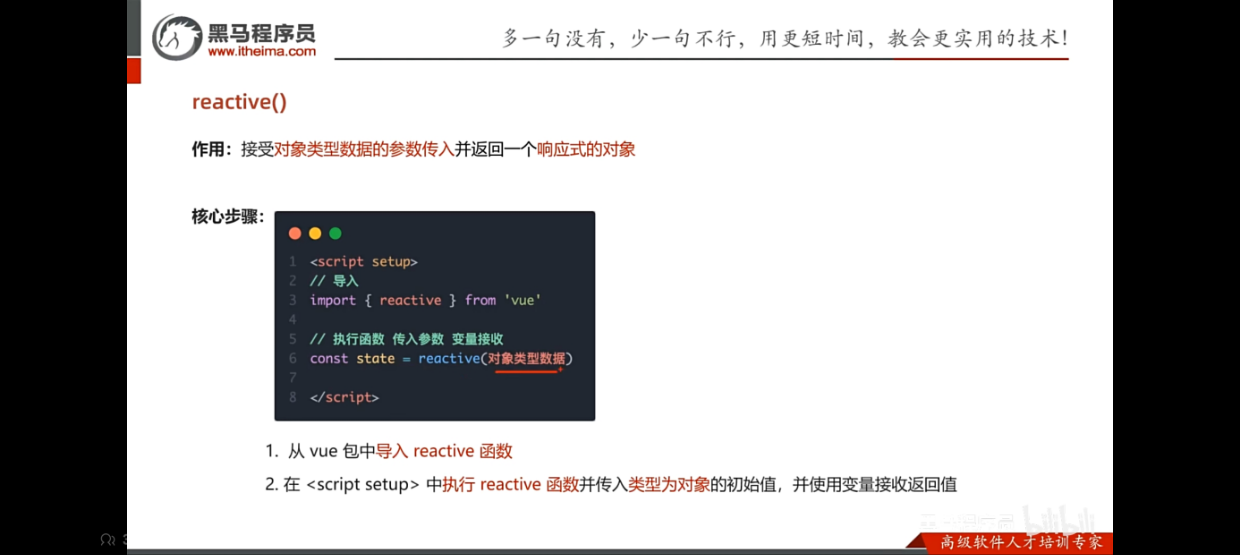 黑马程序员
www.itheima.com
多一句没有，少一句不行，用更短时间，教会更实用的技术！
reactive()
作用：接受对象类型数据的参数传入并返回一个响应式的对象
核心步骤：
1 <script setup>
2 // 导入
3 import { reactive } from 'vue'
4
5 // 执行函数 传入参数 变量接收
6 const state = reactive(对象类型数据)
7
8 </script>
1. 从 vue 包中导入 reactive 函数
2. 在 <script setup> 中执行 reactive 函数并传入类型为对象的初始值，并使用变量接收返回值
bilibili
高级软件人才培训专家